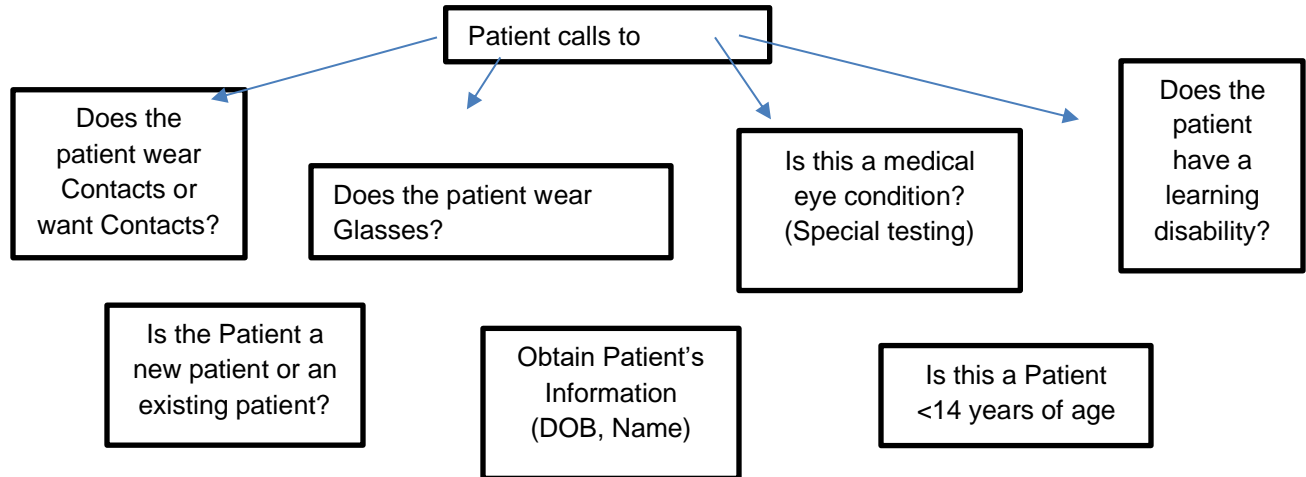 Patient calls to
Does the
patient wear
Contacts or
want Contacts?
Does the patient wear
Glasses?
Is this a medical
eye condition?
(Special testing)
Does the
patient
have a
learning
disability?
Is the Patient a
new patient or an
existing patient?
Obtain Patient’s
Information
(DOB, Name)
Is this a Patient
<14 years of age